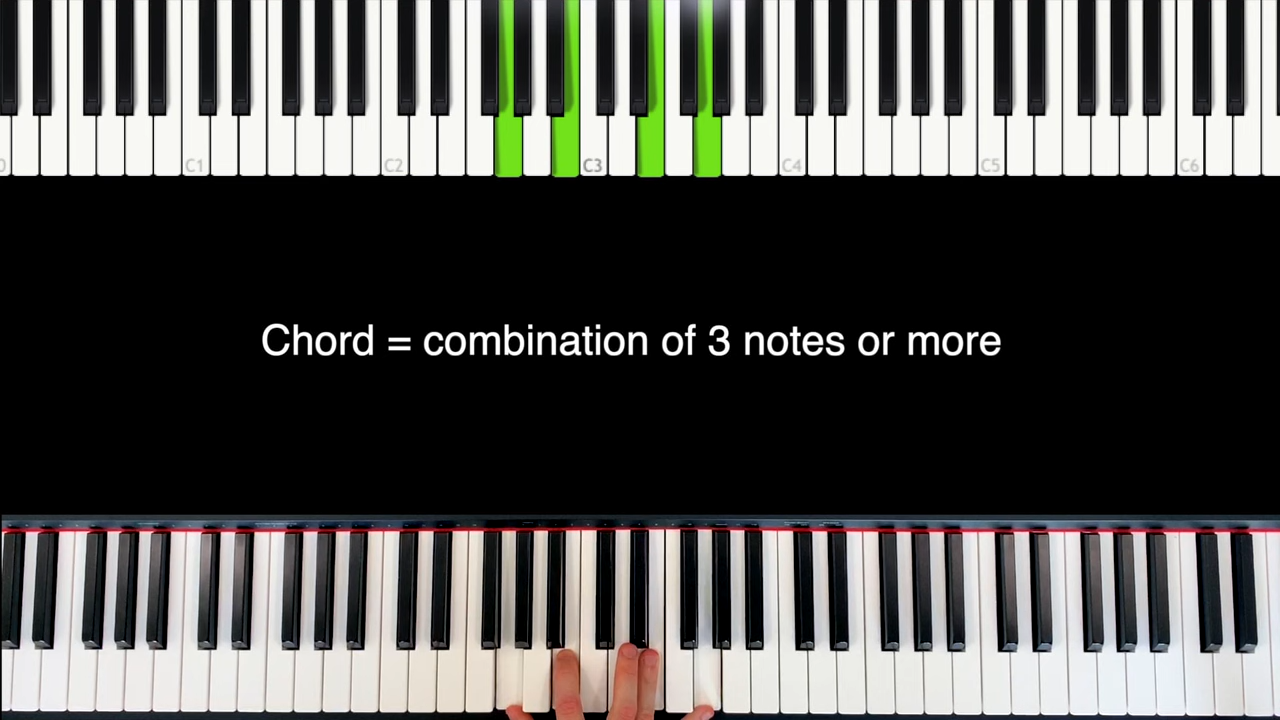 C1 C2 C3 C4 C5 C6
Chord = combination of 3 notes or more